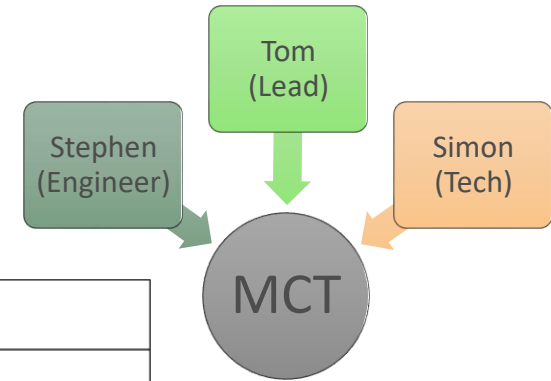 Tom
(Lead)
Stephen
(Engineer)
Simon
(Tech)
MCT